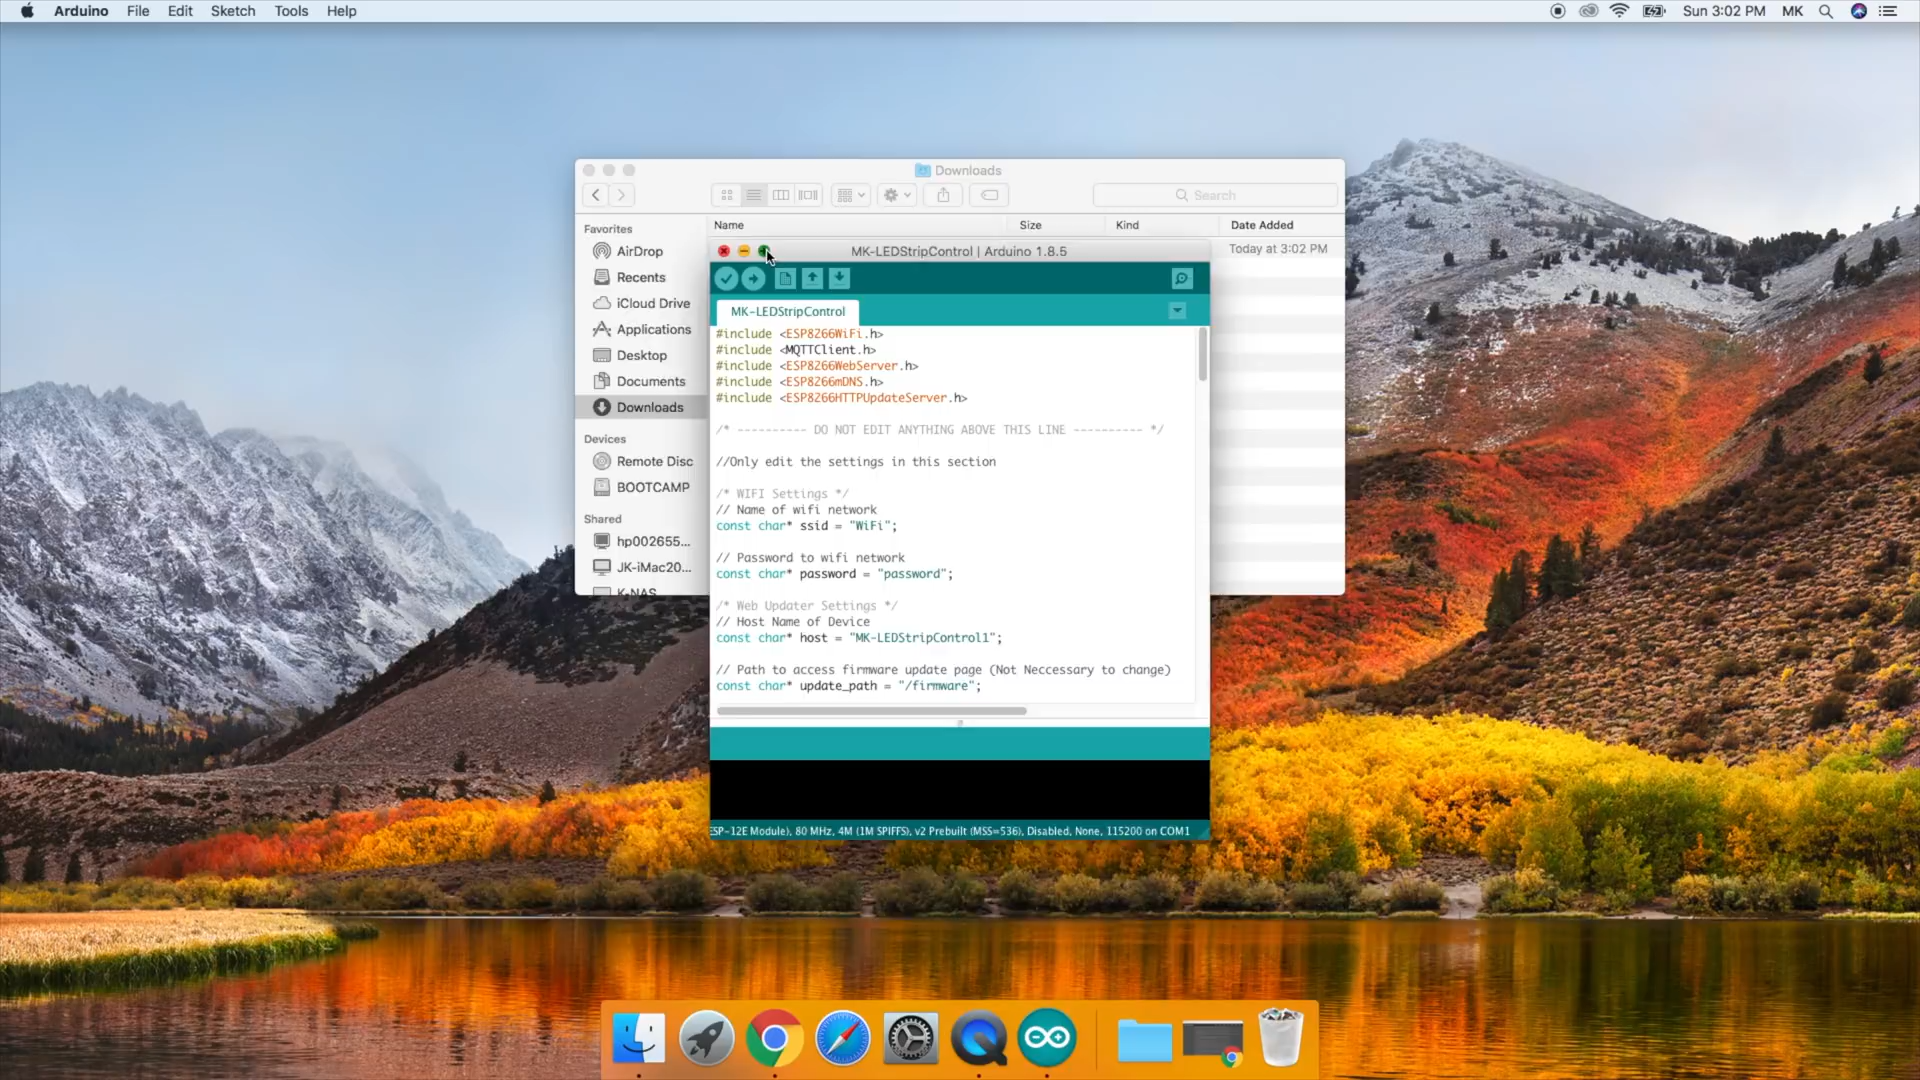 Arduino File Edit Sketch Tools Help
Sun 3:02 PM MK
Downloads
Search
Name Size Kind Date Added
Today at 3:02 PM
Favorites
AirDrop
Recents
iCloud Drive
Applications
Desktop
Documents
Downloads
Devices
Remote Disc
BOOTCAMP
Shared
hp002655...
JK-iMac20...
K-NAS
MK-LEDStripControl | Arduino 1.8.5
MK-LEDStripControl
#include <ESP8266WiFi.h>
#include <MQTTClient.h>
#include <ESP8266WebServer.h>
#include <ESP8266mDNS.h>
#include <ESP8266HTTPUpdateServer.h>
/* ---------- DO NOT EDIT ANYTHING ABOVE THIS LINE ---------- */
//Only edit the settings in this section
/* WIFI Settings */
// Name of wifi network
const char* ssid = "WiFi";
// Password to wifi network
const char* password = "password";
/* Web Updater Settings */
// Host Name of Device
const char* host = "MK-LEDStripControl1";
// Path to access firmware update page (Not Neccessary to change)
const char* update_path = "/firmware";
ESP-12E Module), 80 MHz, 4M (1M SPIFFS), v2 Prebuilt (MSS=536), Disabled, None, 115200 on COM1